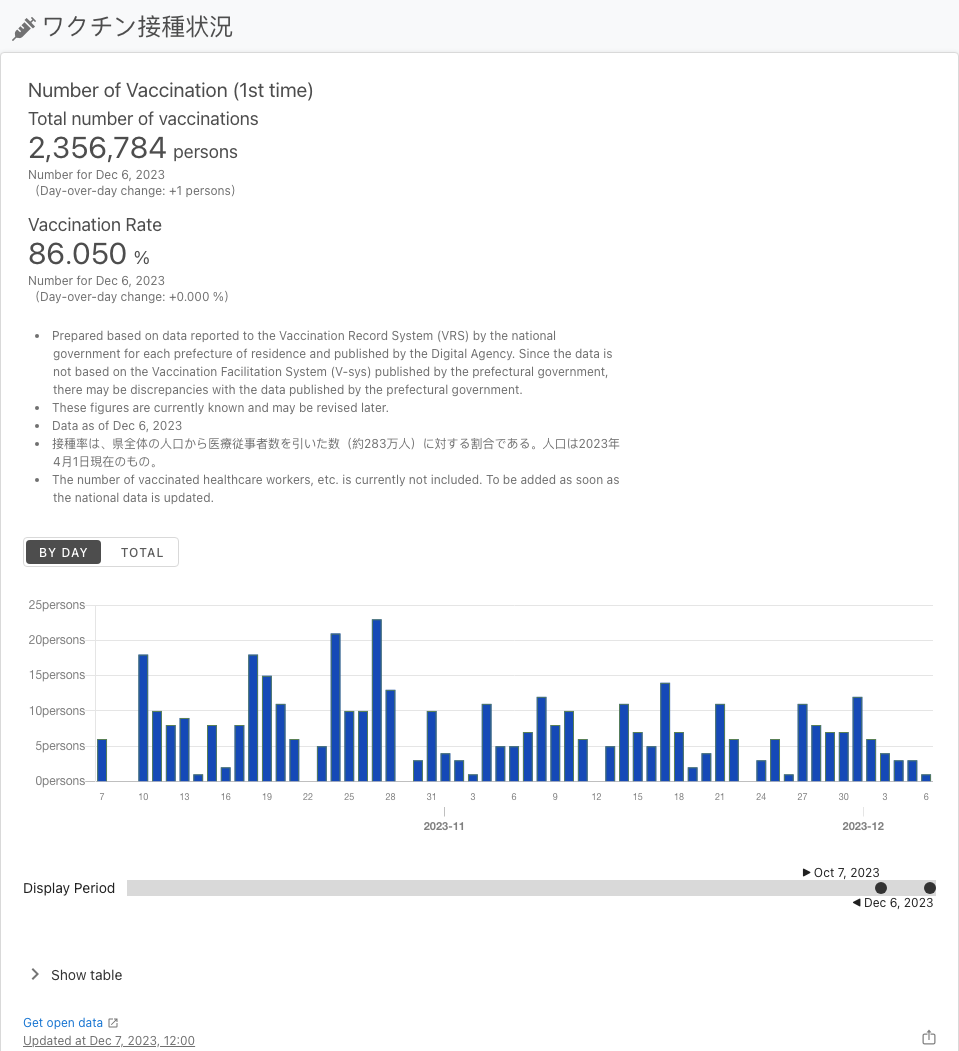 ワクチン接種状況
Number of Vaccination (1st time)
Total number of vaccinations
2,356,784 persons
Number for Dec 6, 2023
(Day-over-day change: +1 persons)
Vaccination Rate
86.050 %
Number for Dec 6, 2023
(Day-over-day change: +0.000 %)
• Prepared based on data reported to the Vaccination Record System (VRS) by the national
government for each prefecture of residence and published by the Digital Agency. Since the data is
not based on the Vaccination Facilitation System (V-sys) published by the prefectural government,
there may be discrepancies with the data published by the prefectural government.
• These figures are currently known and may be revised later.
• Data as of Dec 6, 2023
• 接種率は、県全体の人口から医療従事者数を引いた数（約283万人）に対する割合である。人口は2023年
4月1日現在のもの。
• The number of vaccinated healthcare workers, etc. is currently not included. To be added as soon as
the national data is updated.
BY DAY TOTAL
25persons
20persons
15persons
10persons
5persons
0persons
7 10 13 16 19 22 25 28 31 3 6 9 12 15 18 21 24 27 30 3 6
2023-11 2023-12
Oct 7, 2023
Display Period
Dec 6, 2023
Show table
Get open data
Updated at Dec 7, 2023, 12:00